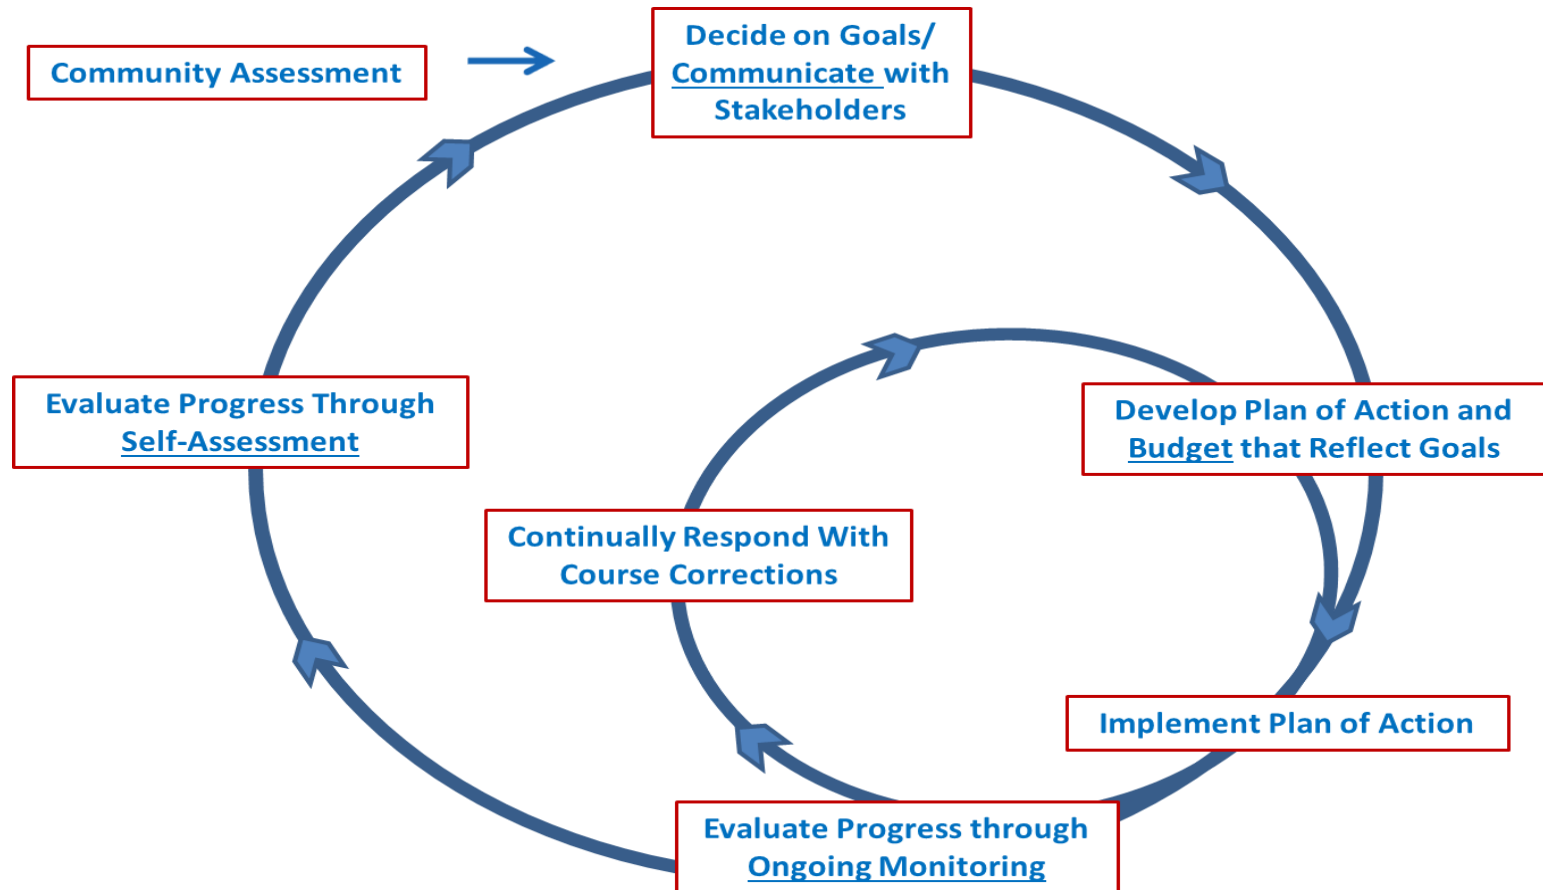 Community Assessment
Decide on Goals/
Communicate with
Stakeholders
Develop Plan of Action and
Budget that Reflect Goals
Implement Plan of Action
Evaluate Progress through
Ongoing Monitoring
Continually Respond With
Course Corrections
Evaluate Progress Through
Self-Assessment